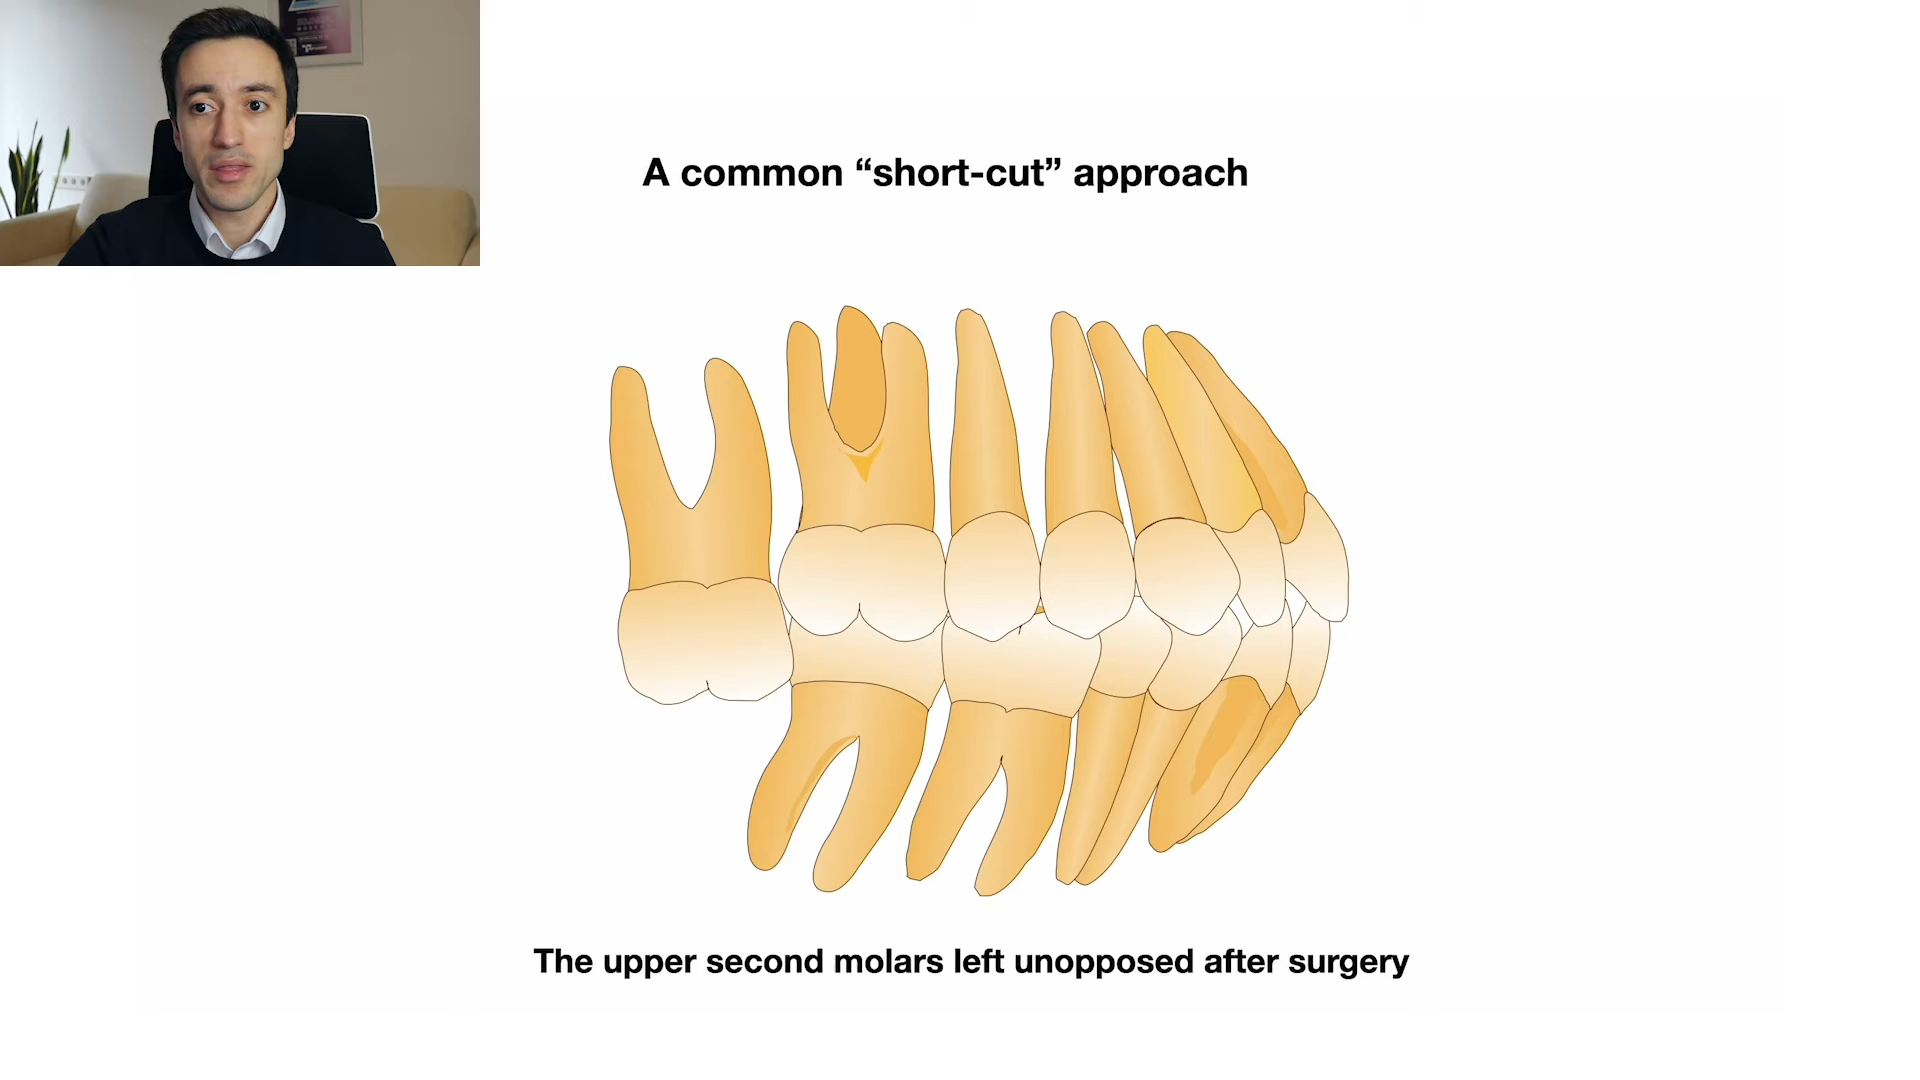 A common “short-cut” approach
The upper second molars left unopposed after surgery